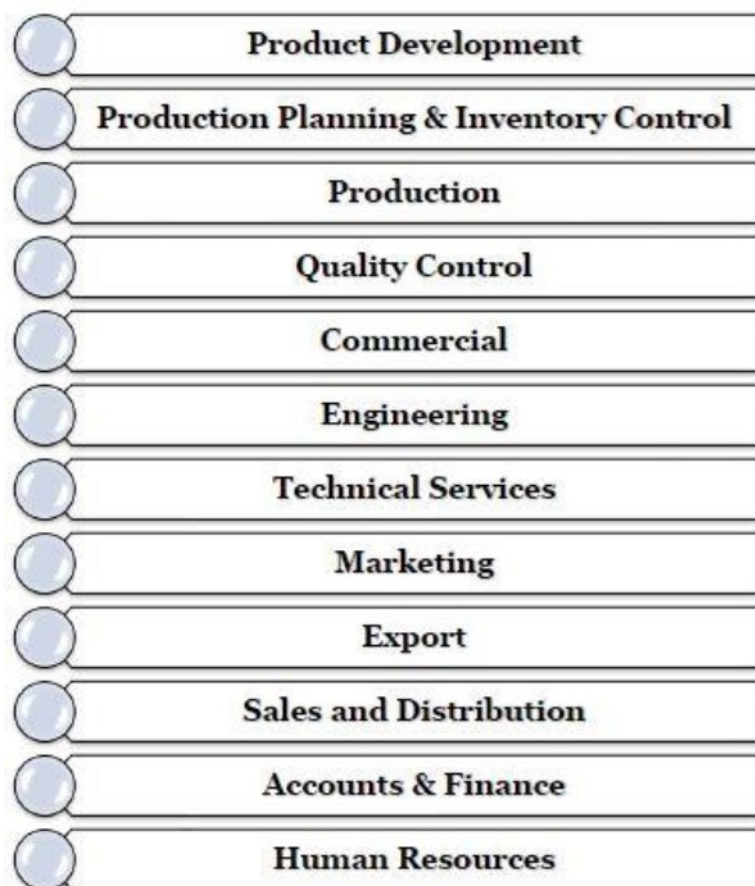 Product Development
Production Planning & Inventory Control
Production
Quality Control
Commercial
Engineering
Technical Services
Marketing
Export
Sales and Distribution
Accounts & Finance
Human Resources